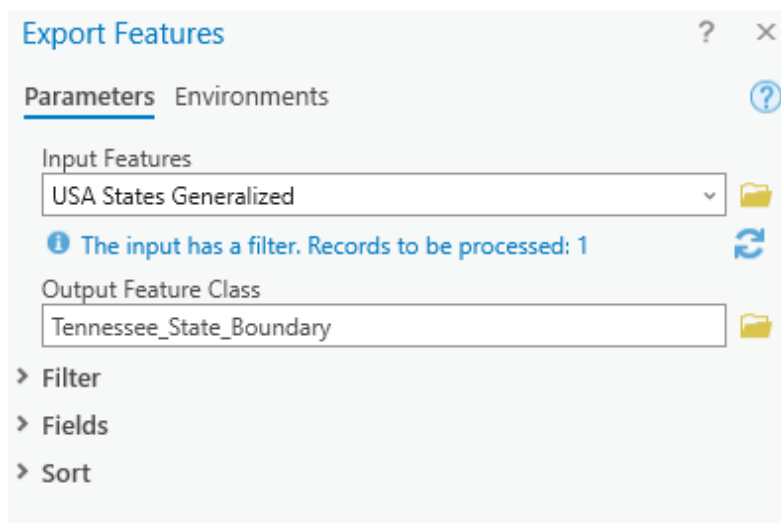 Export Features ? ×
Parameters Environments ?
Input Features
USA States Generalized
The input has a filter. Records to be processed: 1
Output Feature Class
Tennessee_State_Boundary
Filter
Fields
Sort